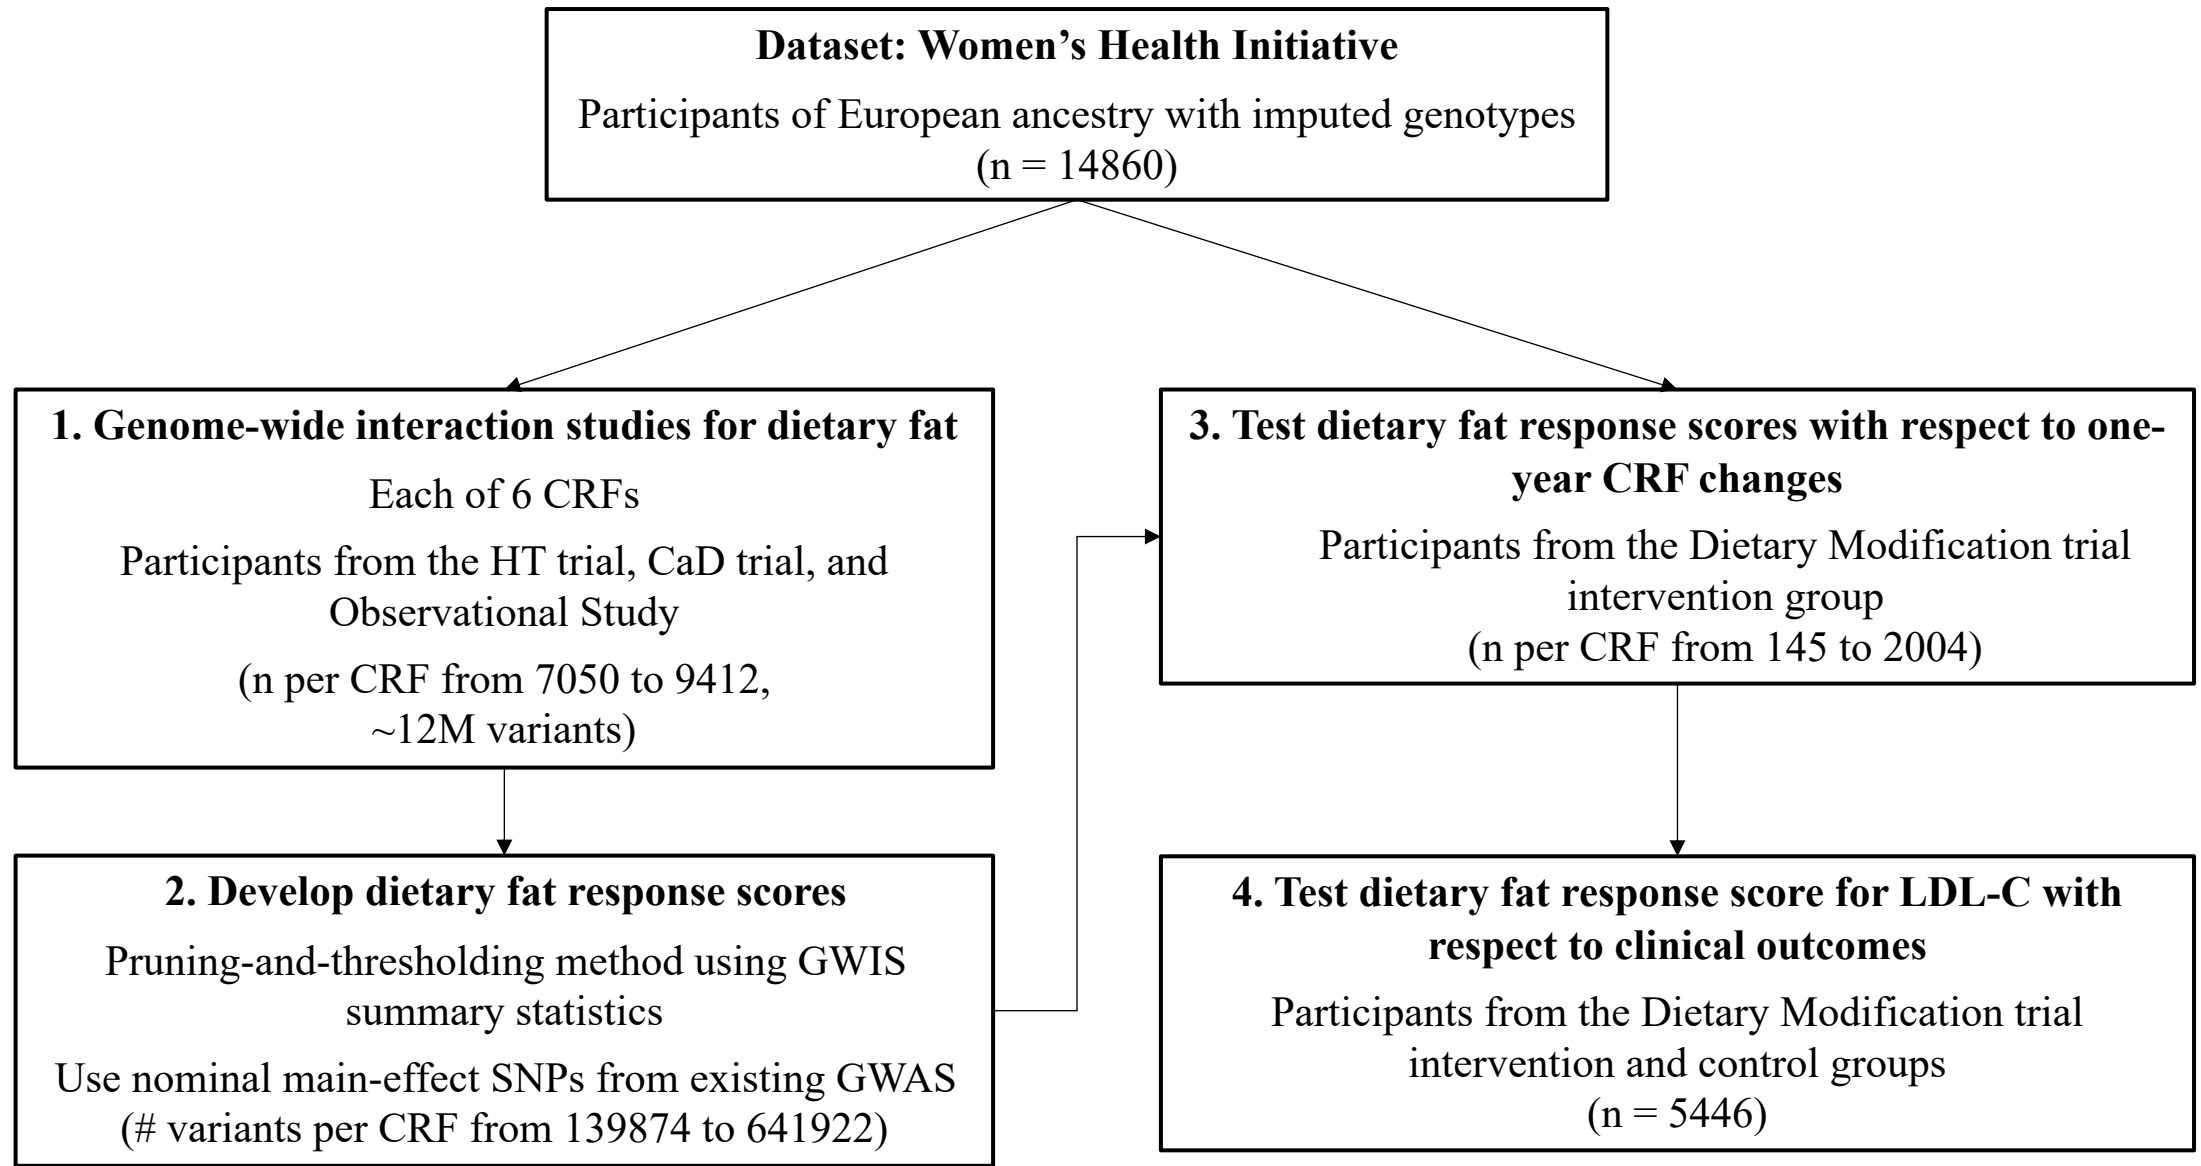 Dataset: Women’s Health Initiative
Participants of European ancestry with imputed genotypes
(n = 14860)
1. Genome-wide interaction studies for dietary fat
Each of 6 CRFs
Participants from the HT trial, CaD trial, and
Observational Study
(n per CRF from 7050 to 9412,
~12M variants)
2. Develop dietary fat response scores
Pruning-and-thresholding method using GWIS
summary statistics
Use nominal main-effect SNPs from existing GWAS
(# variants per CRF from 139874 to 641922)
3. Test dietary fat response scores with respect to one-
year CRF changes
Participants from the Dietary Modification trial
intervention group
(n per CRF from 145 to 2004)
4. Test dietary fat response score for LDL-C with
respect to clinical outcomes
Participants from the Dietary Modification trial
intervention and control groups
(n = 5446)